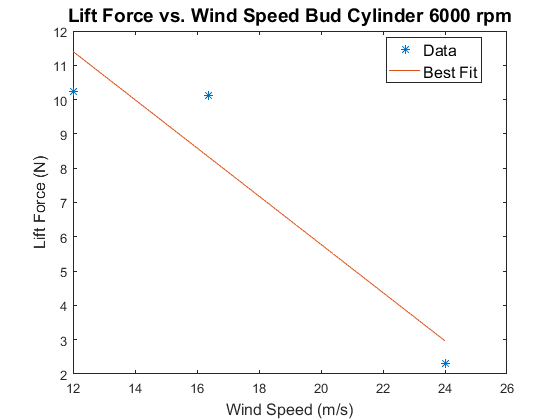 Lift Force vs. Wind Speed Bud Cylinder 6000 rpm
Data
Best Fit
12
11
10
9
8
7
6
5
4
3
2
Lift Force (N)
12 14 16 18 20 22 24 26
Wind Speed (m/s)